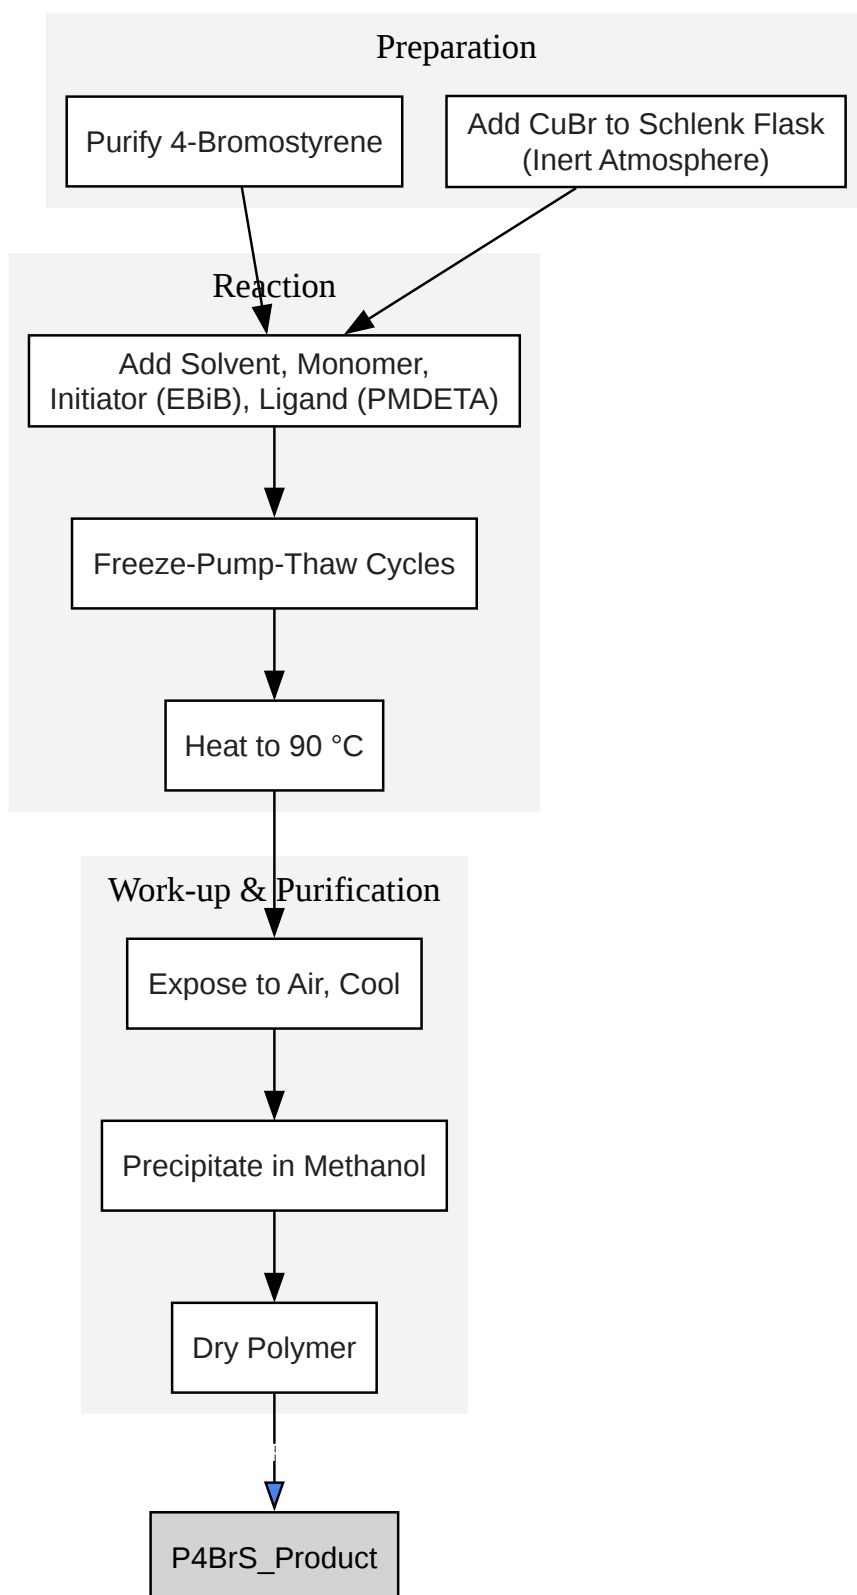 Preparation
Purify 4-Bromostyrene
Add CuBr to Schlenk Flask
(Inert Atmosphere)
Reaction
Add Solvent, Monomer,
Initiator (EBiB), Ligand (PMDETA)
Freeze-Pump-Thaw Cycles
Heat to 90 °C
Work-up & Purification
Expose to Air, Cool
Precipitate in Methanol
Dry Polymer
P4BrS_Product